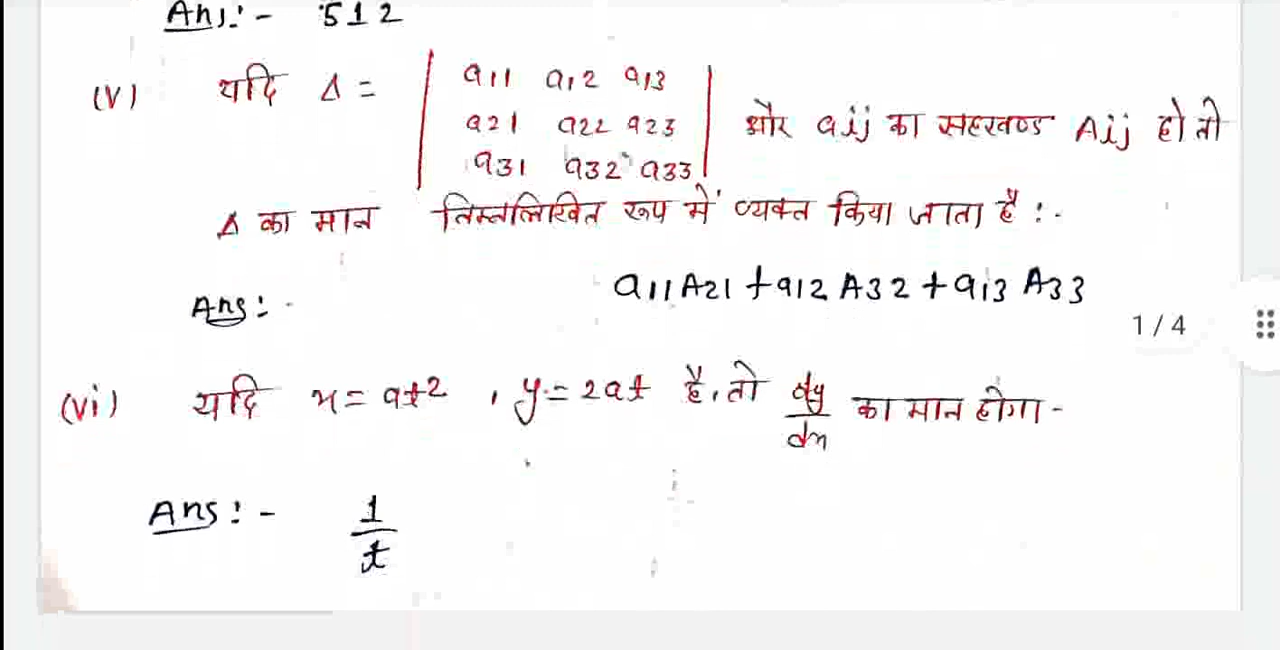 Ans:- 512
(V) यदि Δ = | a11 a12 a13
a21 a22 a23
a31 a32 a33 | और aij का सहखण्ड Aij हो तो
Δ का मान निम्नलिखित रूप में व्यक्त किया जाता है :-
Ans:- a11A21 + a12 A32 + a13 A33
1 / 4
(vi) यदि x = at2 , y = 2at है, तो dy/dx का मान होगा -
Ans:- 1/t